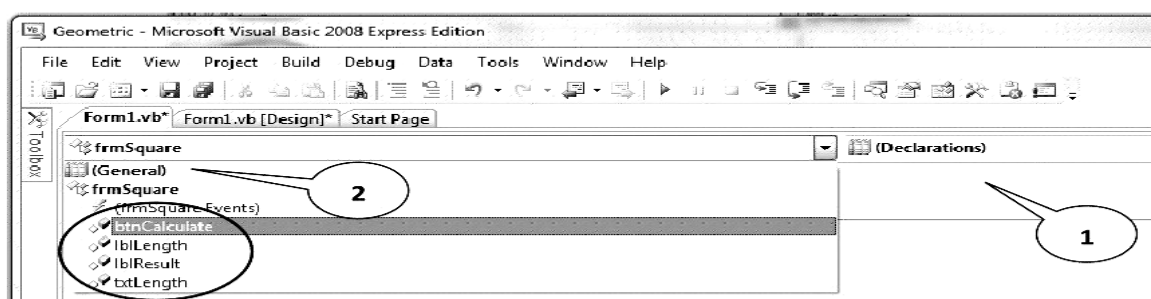 Geometric - Microsoft Visual Basic 2008 Express Edition
File Edit View Project Build Debug Data Tools Window Help
Form1.vb* Form1.vb [Design]* Start Page
Toolbox
frmSquare (Declarations)
(General)
frmSquare
(frmSquare Events)
btnCalculate
lblLength
lblResult
txtLength
2
1